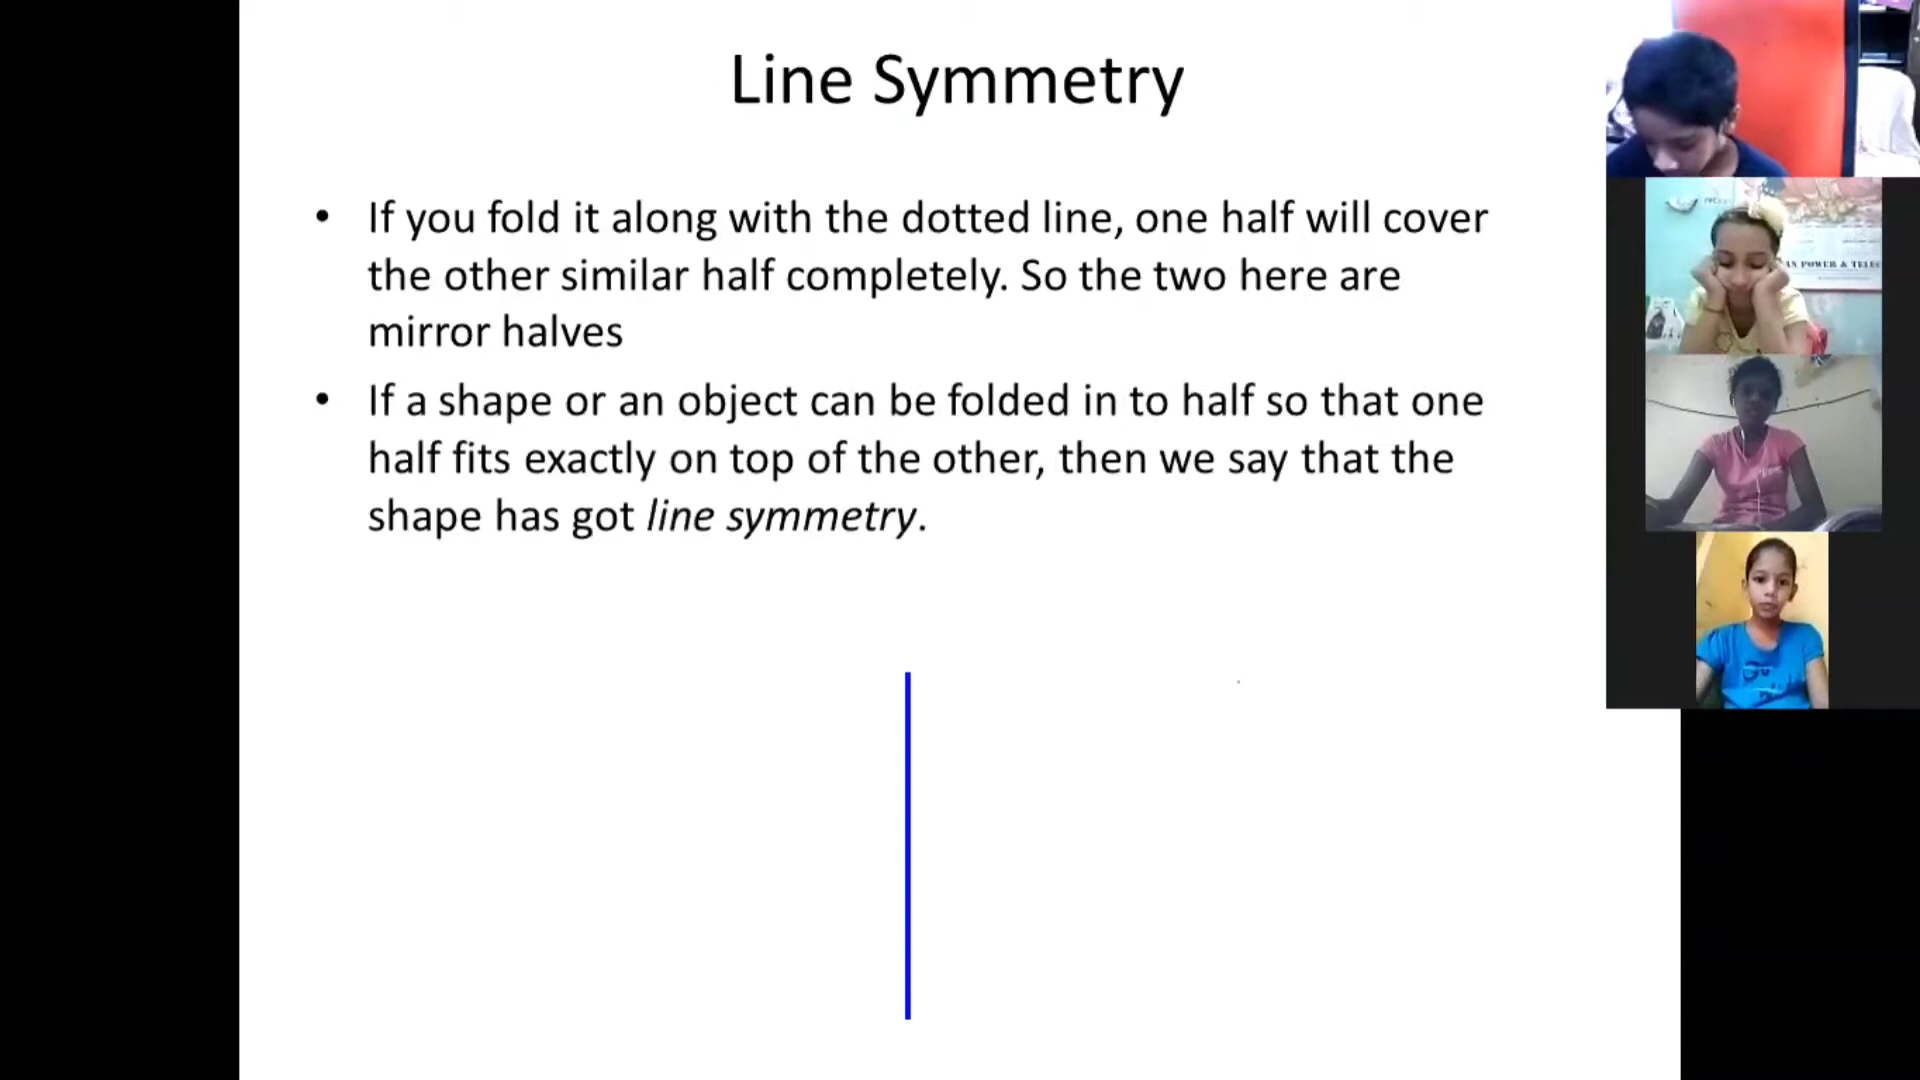 Line Symmetry
• If you fold it along with the dotted line, one half will cover
the other similar half completely. So the two here are
mirror halves
• If a shape or an object can be folded in to half so that one
half fits exactly on top of the other, then we say that the
shape has got line symmetry.
POWER & TELE